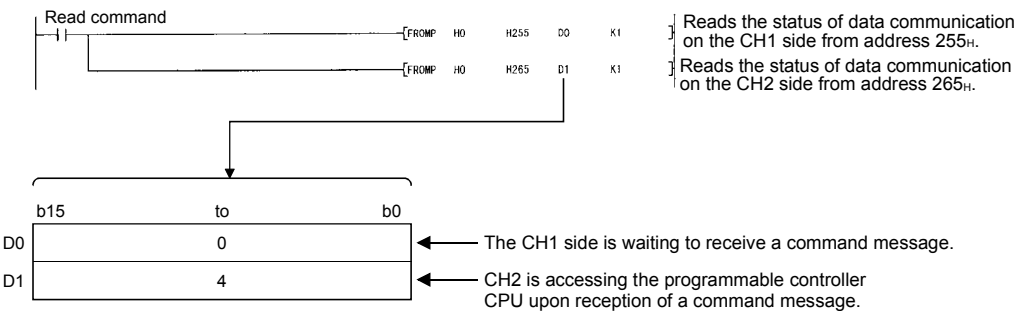 Read command
[FROMP H0 H255 D0 K1 ]
Reads the status of data communication
on the CH1 side from address 255H.
[FROMP H0 H265 D1 K1 ]
Reads the status of data communication
on the CH2 side from address 265H.
b15 to b0
D0 0 The CH1 side is waiting to receive a command message.
D1 4 CH2 is accessing the programmable controller
CPU upon reception of a command message.